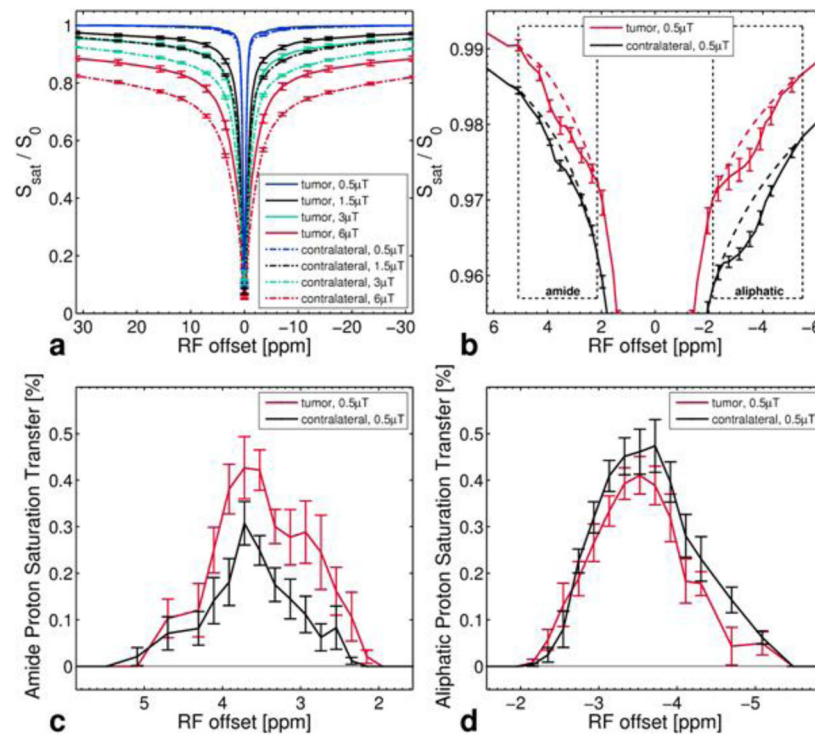 1
0.8
0.6
0.4
0.2
0
30 20 10 0 -10 -20 -30
S_sat / S_0
RF offset [ppm]
tumor, 0.5μT
tumor, 1.5μT
tumor, 3μT
tumor, 6μT
contralateral, 0.5μT
contralateral, 1.5μT
contralateral, 3μT
contralateral, 6μT
a
0.99
0.98
0.97
0.96
6 4 2 0 -2 -4 -6
S_sat / S_0
RF offset [ppm]
tumor, 0.5μT
contralateral, 0.5μT
amide
aliphatic
b
0.5
0.4
0.3
0.2
0.1
0
5 4 3 2
Amide Proton Saturation Transfer [%]
RF offset [ppm]
tumor, 0.5μT
contralateral, 0.5μT
c
0.5
0.4
0.3
0.2
0.1
0
-2 -3 -4 -5
Aliphatic Proton Saturation Transfer [%]
RF offset [ppm]
tumor, 0.5μT
contralateral, 0.5μT
d